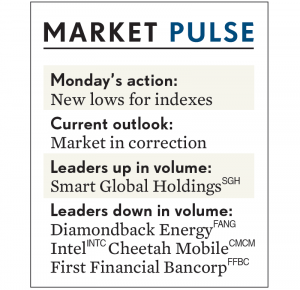 MARKET PULSE
Monday's action:
New lows for indexes
Current outlook:
Market in correction
Leaders up in volume:
Smart Global Holdings SGH
Leaders down in volume:
Diamondback Energy FANG
Intel INTC Cheetah Mobile CMCM
First Financial Bancorp FFBC